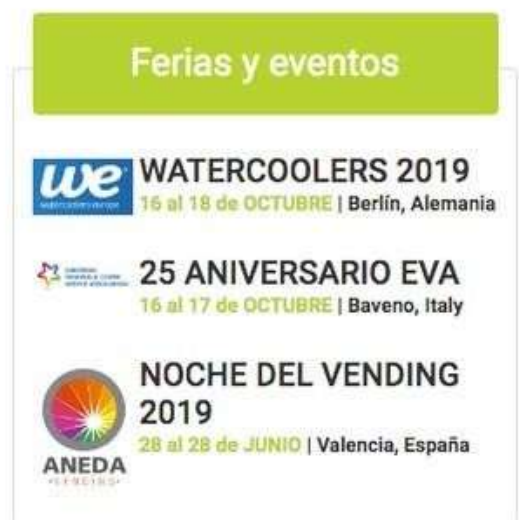 Ferias y eventos
we
WATERCOOLERS 2019
16 al 18 de OCTUBRE | Berlín, Alemania
25 ANIVERSARIO EVA
16 al 17 de OCTUBRE | Baveno, Italy
NOCHE DEL VENDING
2019
28 al 28 de JUNIO | Valencia, España
ANEDA